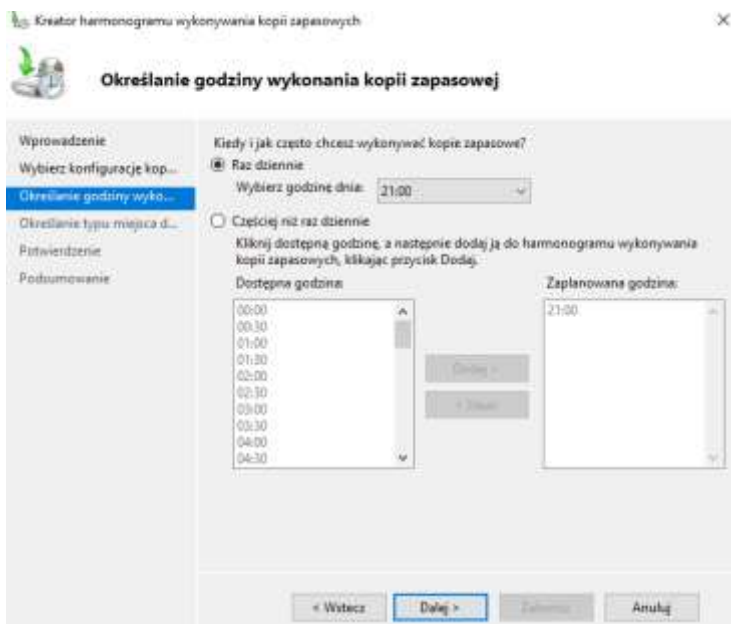 Kreator harmonogramu wykonywania kopii zapasowych
Określanie godziny wykonania kopii zapasowej
Wprowadzenie
Wybierz konfigurację kop...
Określanie godziny wyko...
Określanie typu miejsca d...
Potwierdzenie
Podsumowanie
Kiedy i jak często chcesz wykonywać kopie zapasowe?
Raz dziennie
Wybierz godzinę dnia: 21:00
Częściej niż raz dziennie
Kliknij dostępną godzinę, a następnie dodaj ją do harmonogramu wykonywania
kopii zapasowych, klikając przycisk Dodaj.
Dostępna godzina:
00:00
00:30
01:00
01:30
02:00
02:30
03:00
03:30
04:00
04:30
Dodaj >
< Usuń
Zaplanowana godzina:
21:00
< Wstecz
Dalej >
Anuluj